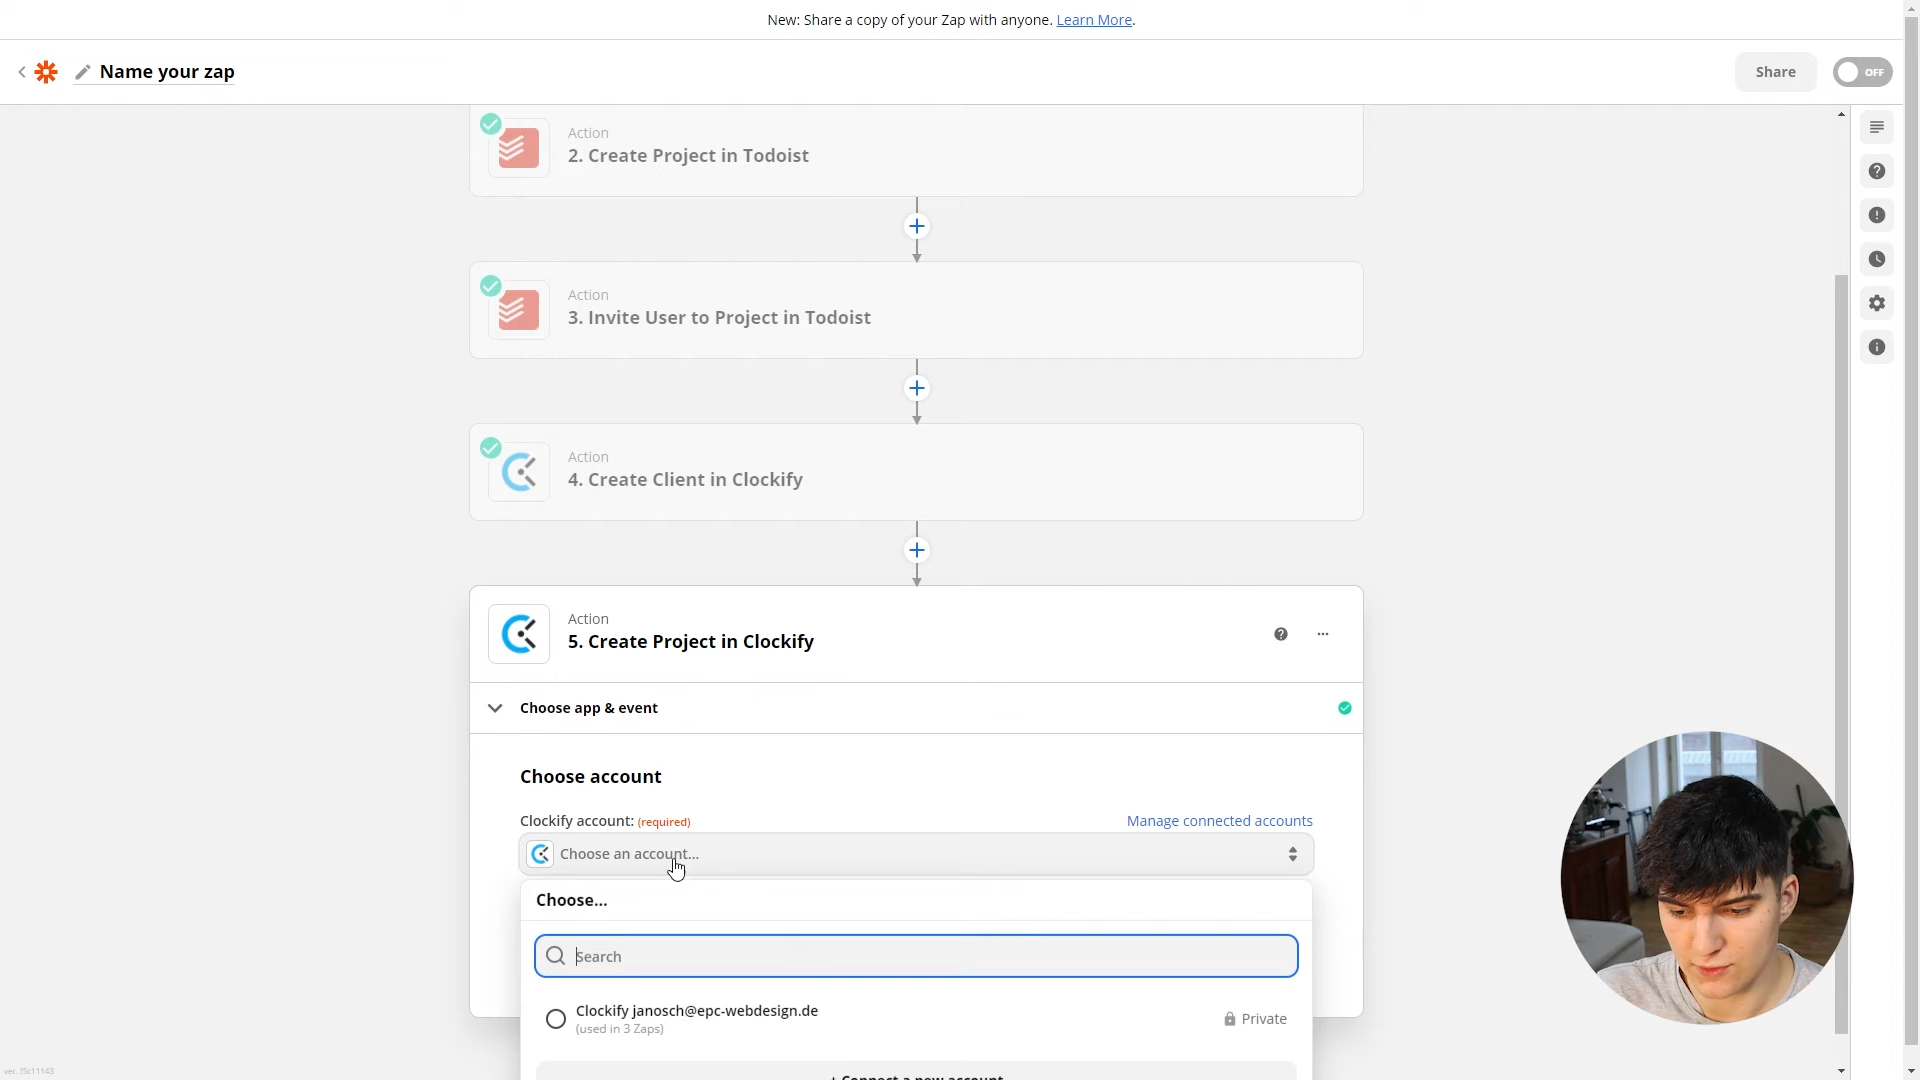 New: Share a copy of your Zap with anyone. Learn More.
Name your zap
Share
OFF
Action
2. Create Project in Todoist
Action
3. Invite User to Project in Todoist
Action
4. Create Client in Clockify
Action
5. Create Project in Clockify
Choose app & event
Choose account
Clockify account: (required)
Manage connected accounts
Choose an account...
Choose...
Search
Clockify janosch@epc-webdesign.de
(used in 3 Zaps)
Private
+ Connect a new account